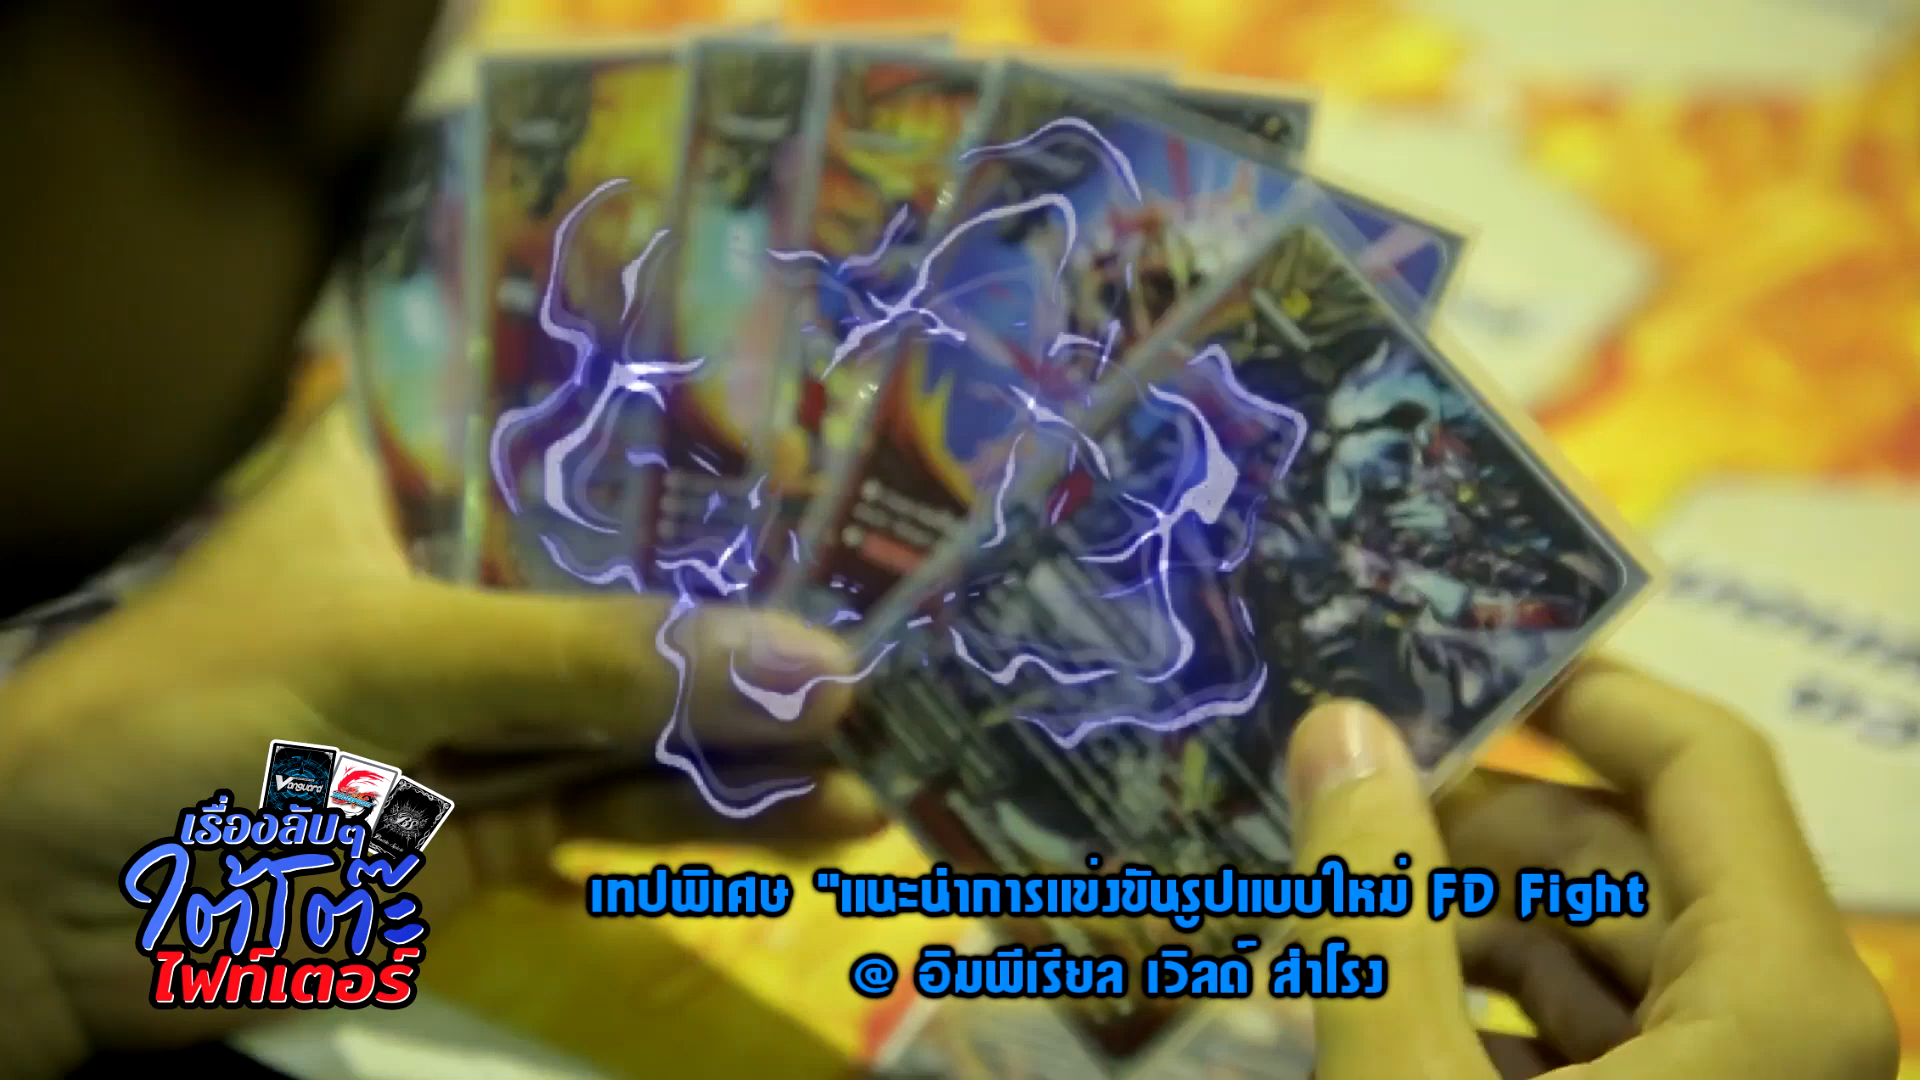 Vanguard
เรื่องลับๆ
ใต้โต๊ะ
ไฟท์เตอร์
เทปพิเศษ "แนะนำการแข่งขันรูปแบบใหม่ FD Fight
@ อิมพีเรียล เวิลด์ สำโรง